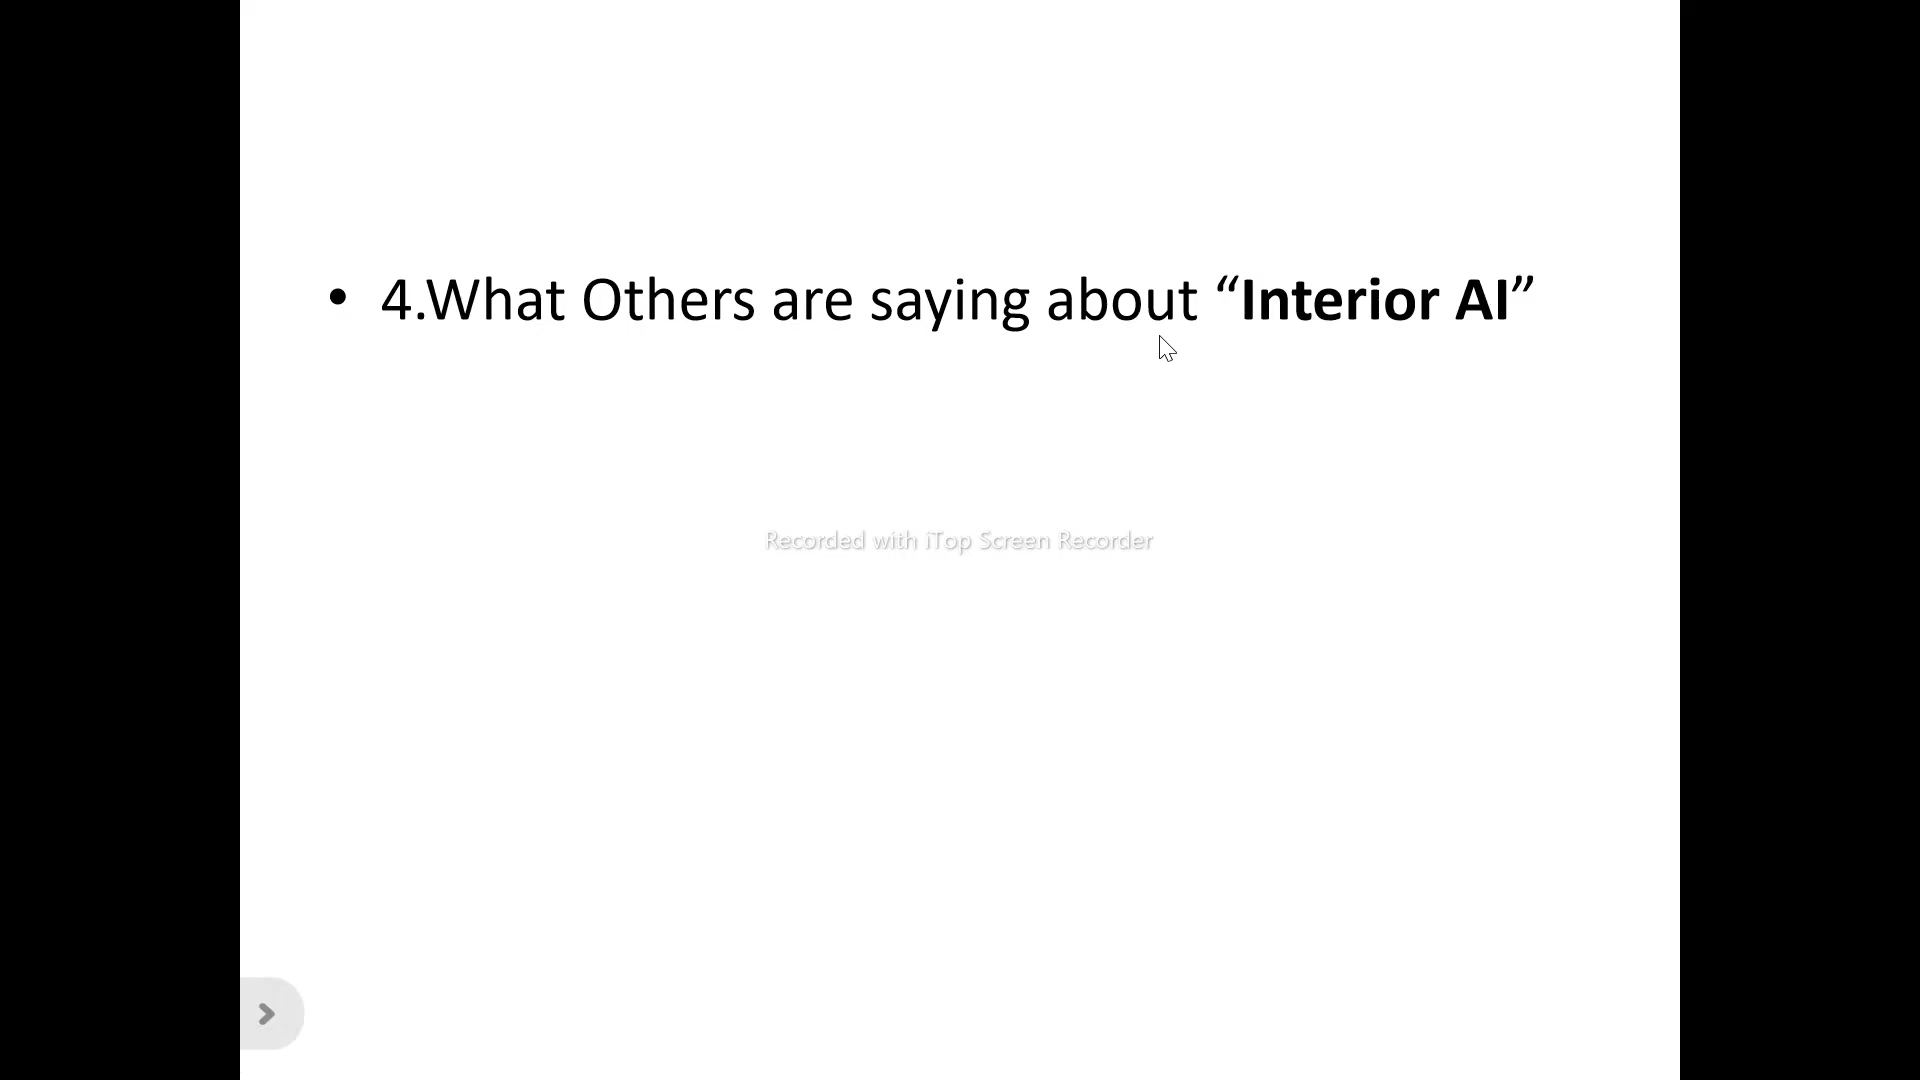 • 4.What Others are saying about “Interior AI”
Recorded with iTop Screen Recorder